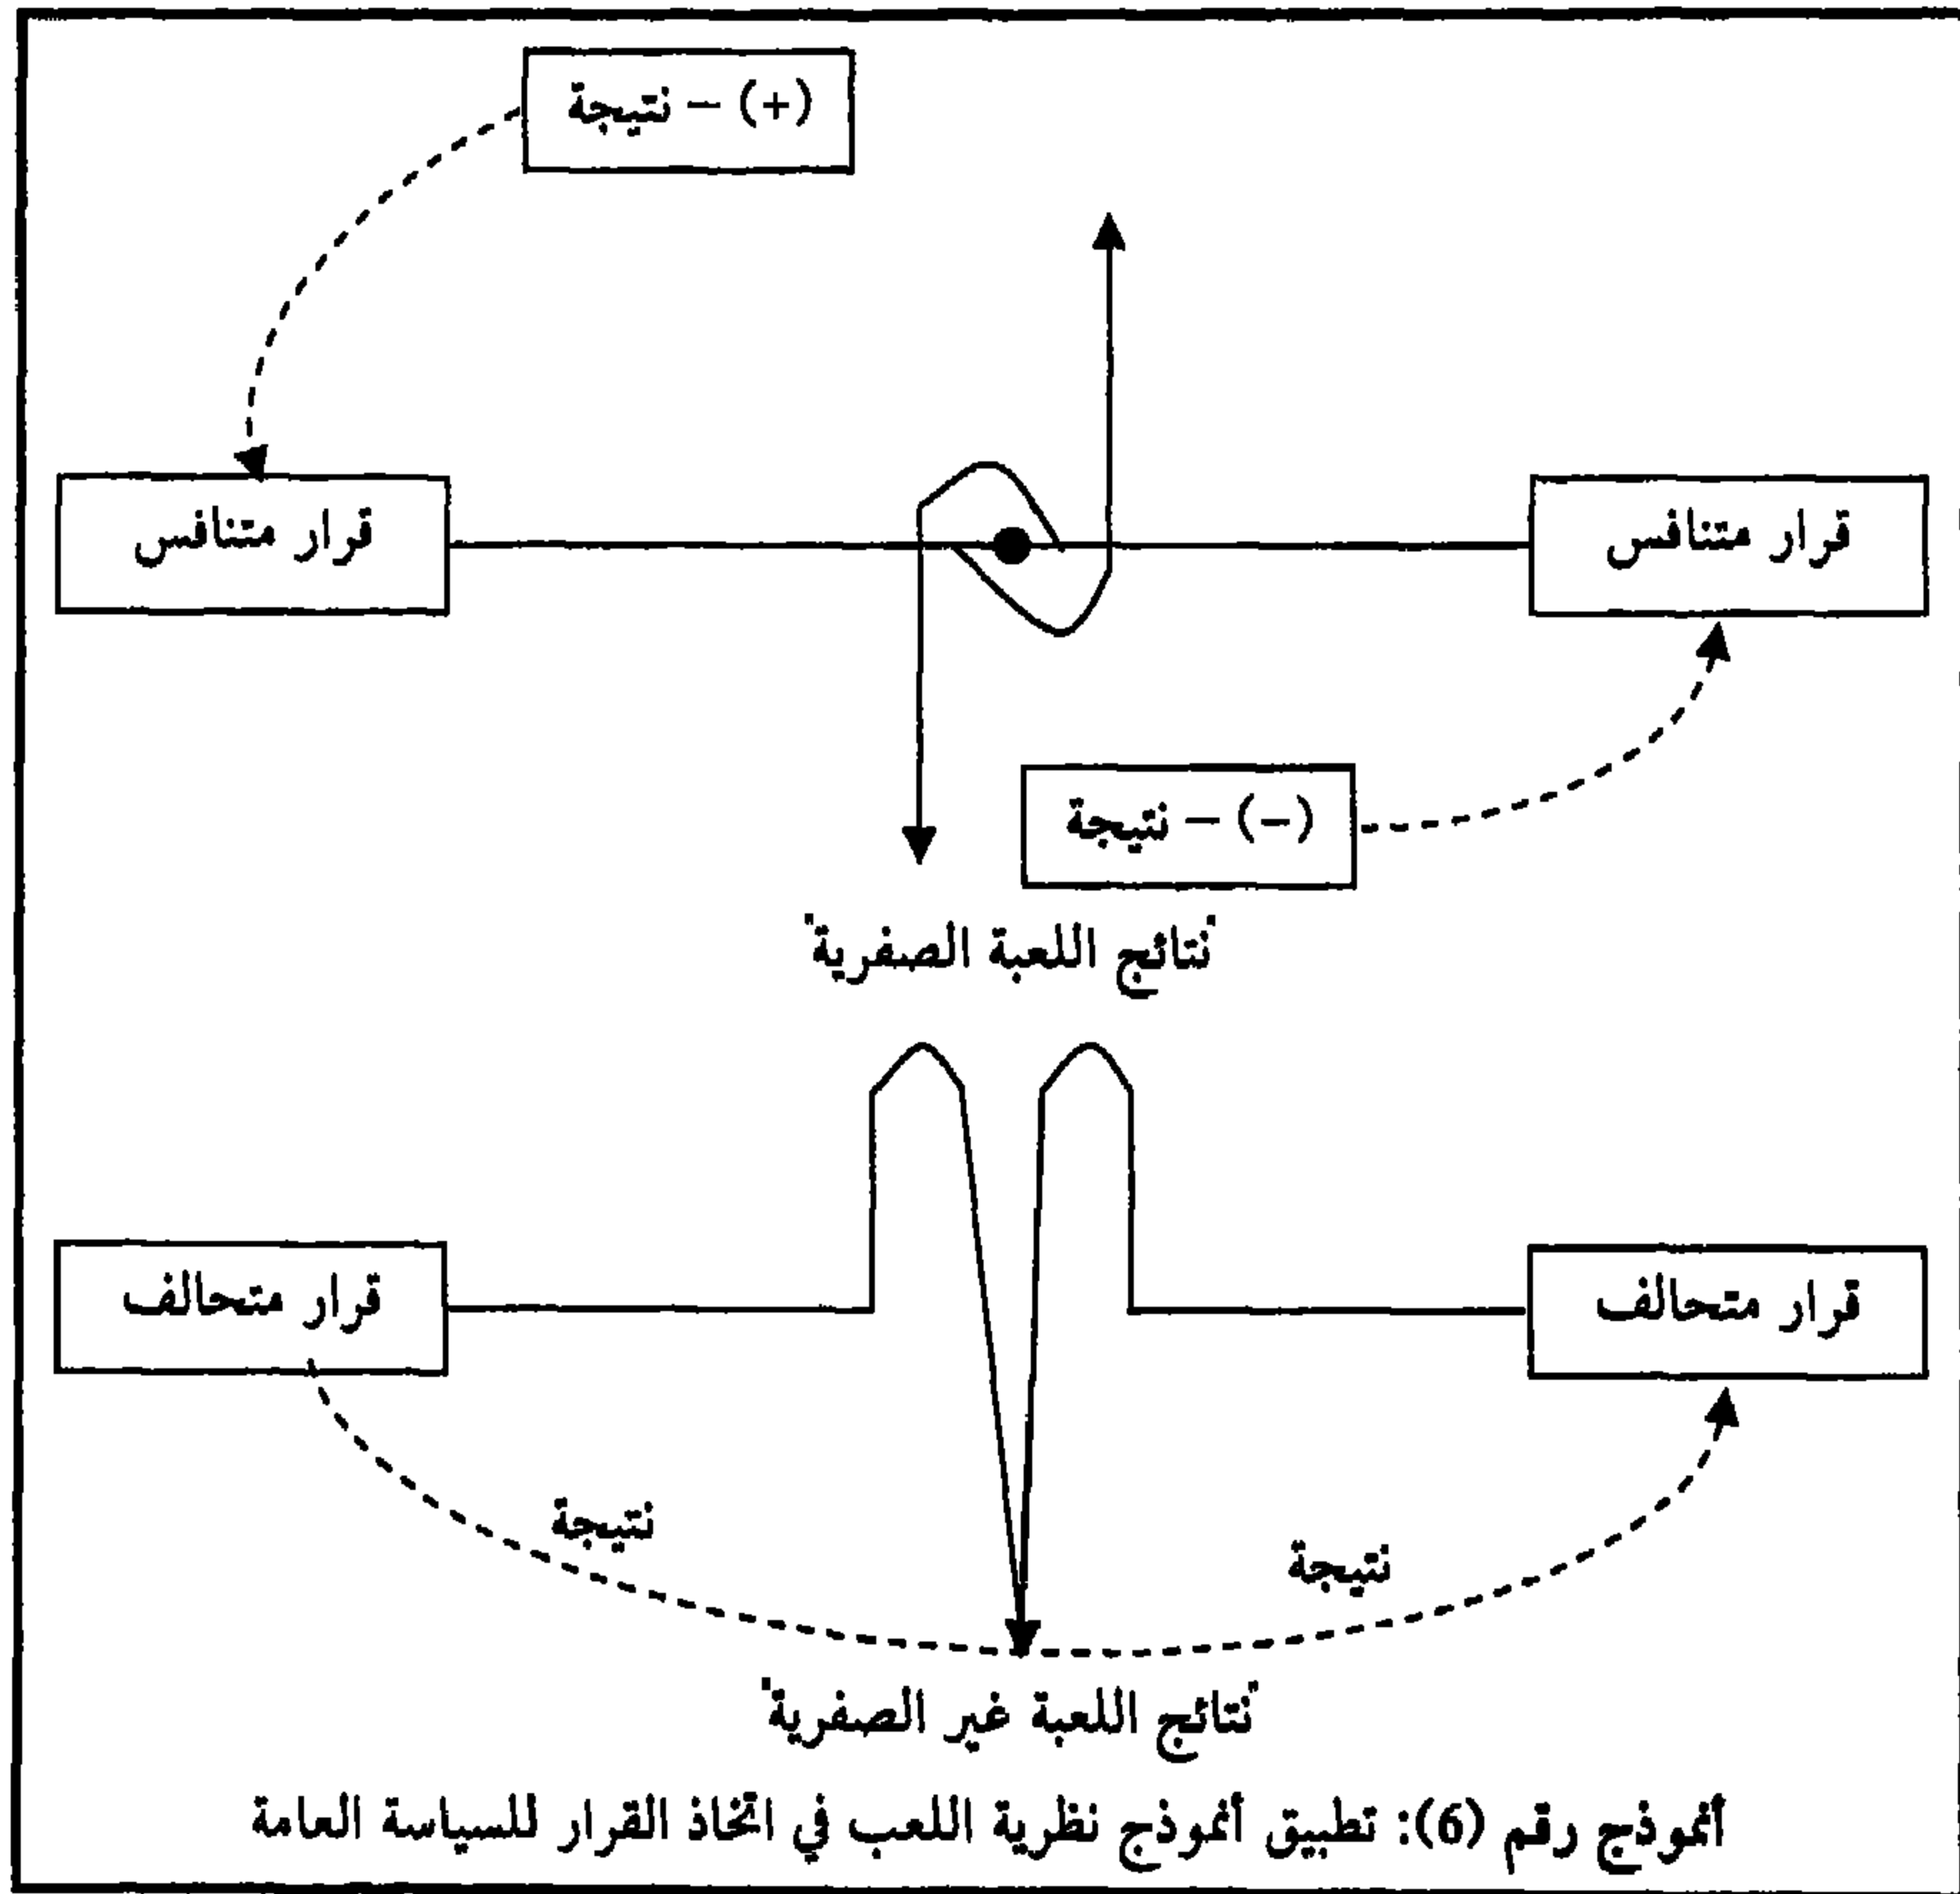 (+) – نتيجة
قرار متنافس
قرار متنافس
(–) – نتيجة
"نتائج اللعبة الصفرية"
قرار متحالف
قرار متحالف
نتيجة
نتيجة
"نتائج اللعبة غير الصفرية"
أنموذج رقم (6): تطبيق أنموذج نظرية اللعب في اتخاذ القرار للسياسة العامة